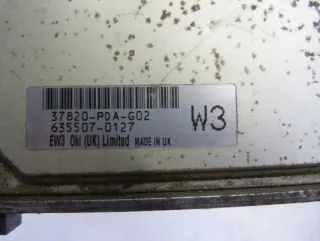 37820-PDA-G02
635507-0127
W3
EW3 Oki (UK) Limited MADE IN UK